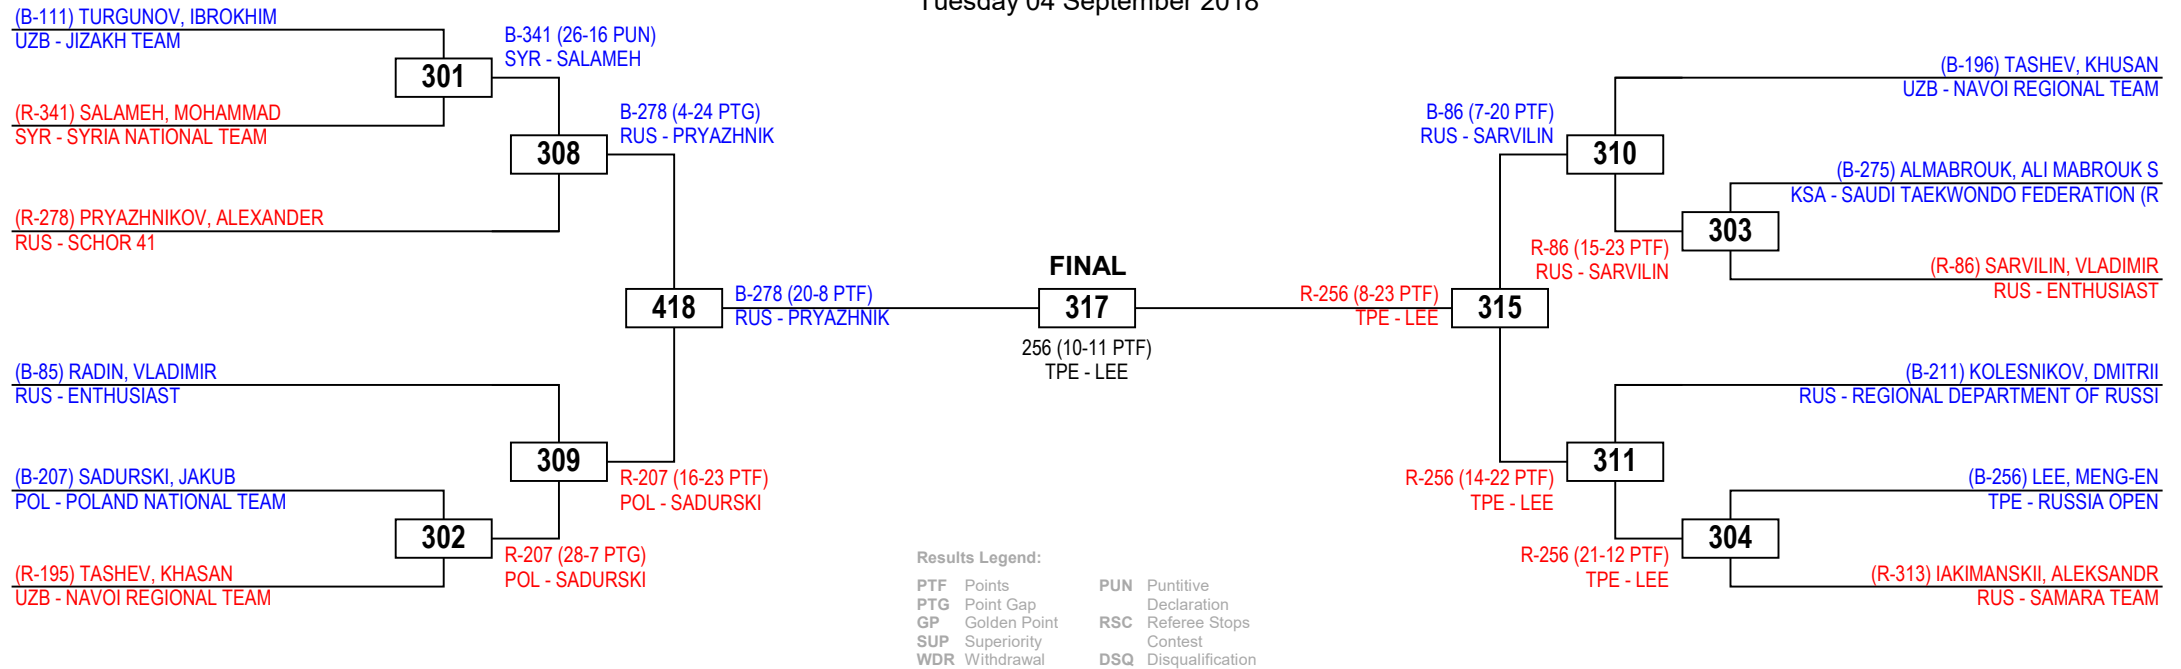 Tuesday 04 September 2018
(B-111) TURGUNOV, IBROKHIM
UZB - JIZAKH TEAM
301
(R-341) SALAMEH, MOHAMMAD
SYR - SYRIA NATIONAL TEAM
B-341 (26-16 PUN)
SYR - SALAMEH
308
(R-278) PRYAZHNIKOV, ALEXANDER
RUS - SCHOR 41
B-278 (4-24 PTG)
RUS - PRYAZHNIK
418
B-278 (20-8 PTF)
RUS - PRYAZHNIK
(B-85) RADIN, VLADIMIR
RUS - ENTHUSIAST
309
R-207 (16-23 PTF)
POL - SADURSKI
(B-207) SADURSKI, JAKUB
POL - POLAND NATIONAL TEAM
302
(R-195) TASHEV, KHASAN
UZB - NAVOI REGIONAL TEAM
R-207 (28-7 PTG)
POL - SADURSKI
FINAL
317
256 (10-11 PTF)
TPE - LEE
R-256 (8-23 PTF)
TPE - LEE
315
(B-196) TASHEV, KHUSAN
UZB - NAVOI REGIONAL TEAM
B-86 (7-20 PTF)
RUS - SARVILIN
310
(B-275) ALMABROUK, ALI MABROUK S
KSA - SAUDI TAEKWONDO FEDERATION (R
303
R-86 (15-23 PTF)
RUS - SARVILIN
(R-86) SARVILIN, VLADIMIR
RUS - ENTHUSIAST
(B-211) KOLESNIKOV, DMITRII
RUS - REGIONAL DEPARTMENT OF RUSSI
311
R-256 (14-22 PTF)
TPE - LEE
(B-256) LEE, MENG-EN
TPE - RUSSIA OPEN
304
R-256 (21-12 PTF)
TPE - LEE
(R-313) IAKIMANSKII, ALEKSANDR
RUS - SAMARA TEAM
Results Legend:
PTF Points
PTG Point Gap
GP Golden Point
SUP Superiority
WDR Withdrawal
PUN Puntitive
Declaration
RSC Referee Stops
Contest
DSQ Disqualification